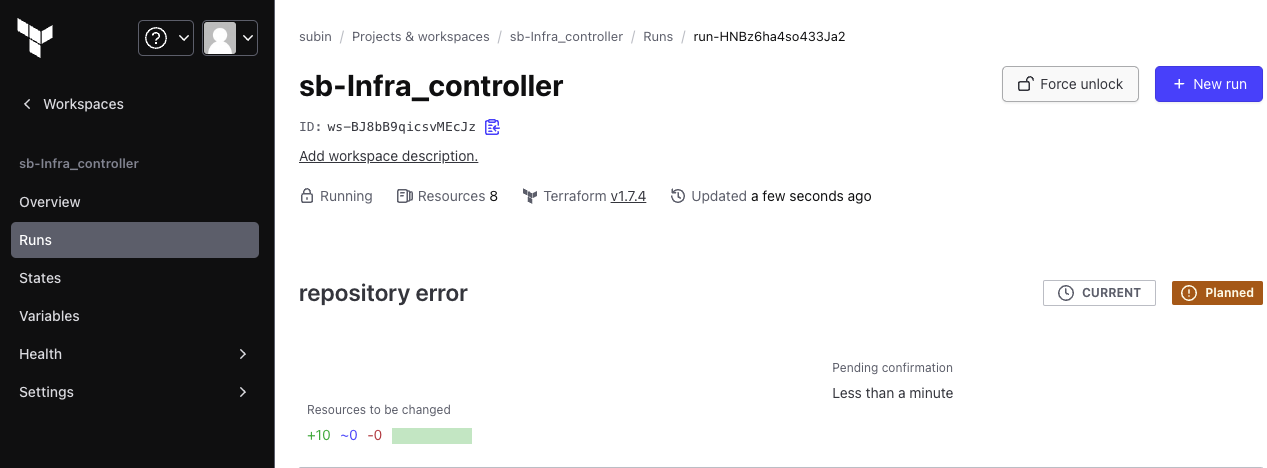 Workspaces
sb-Infra_controller
Overview
Runs
States
Variables
Health
Settings
subin / Projects & workspaces / sb-Infra_controller / Runs / run-HNBz6ha4so433Ja2
sb-Infra_controller
Force unlock
+ New run
ID: ws-BJ8bB9qicsvMEcJz
Add workspace description.
Running Resources 8 Terraform v1.7.4 Updated a few seconds ago
repository error
CURRENT
Planned
Pending confirmation
Less than a minute
Resources to be changed
+10 ~0 -0